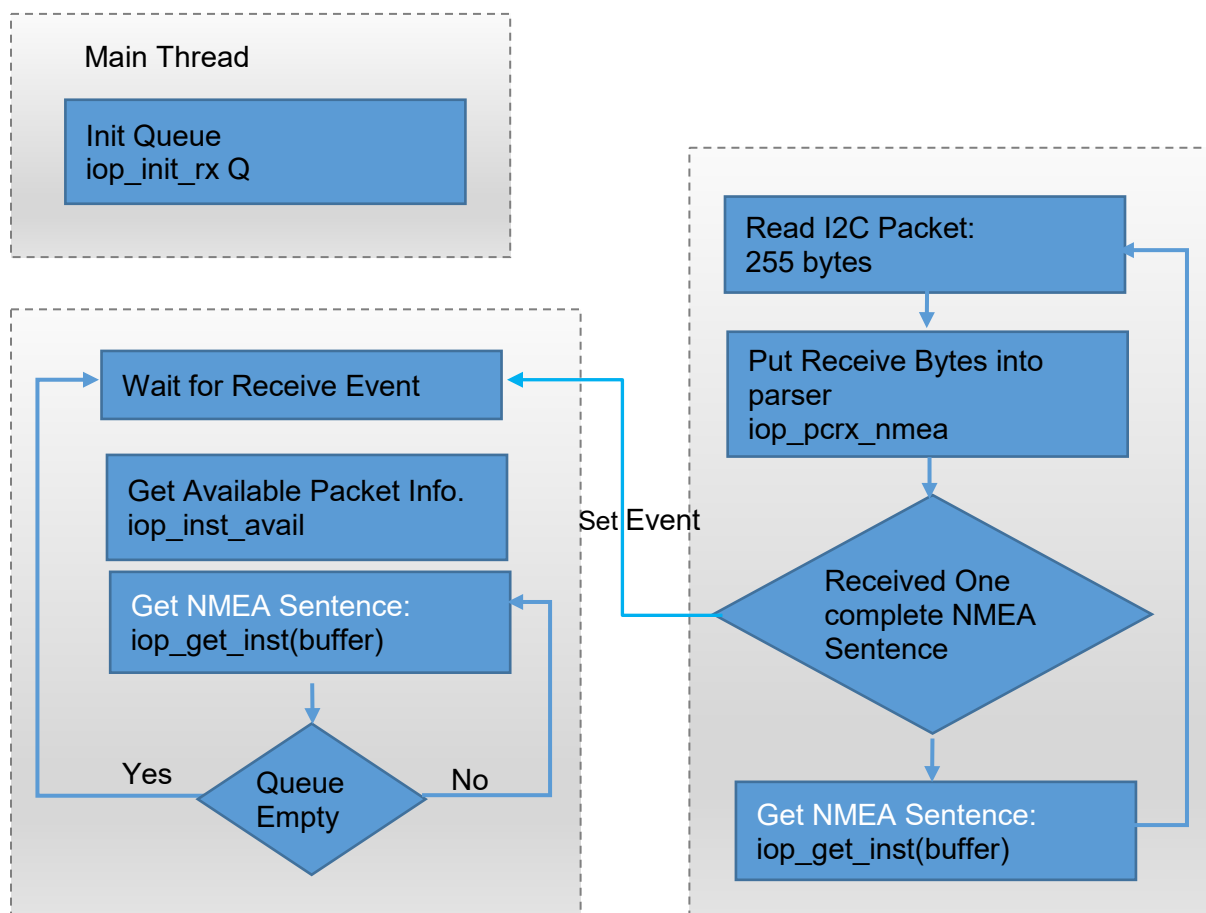 Main Thread
Init Queue
iop_init_rx Q
Wait for Receive Event
Get Available Packet Info.
iop_inst_avail
Get NMEA Sentence:
iop_get_inst(buffer)
Queue
Empty
Yes
No
Set Event
Read I2C Packet:
255 bytes
Put Receive Bytes into
parser
iop_pcrx_nmea
Received One
complete NMEA
Sentence
Get NMEA Sentence:
iop_get_inst(buffer)